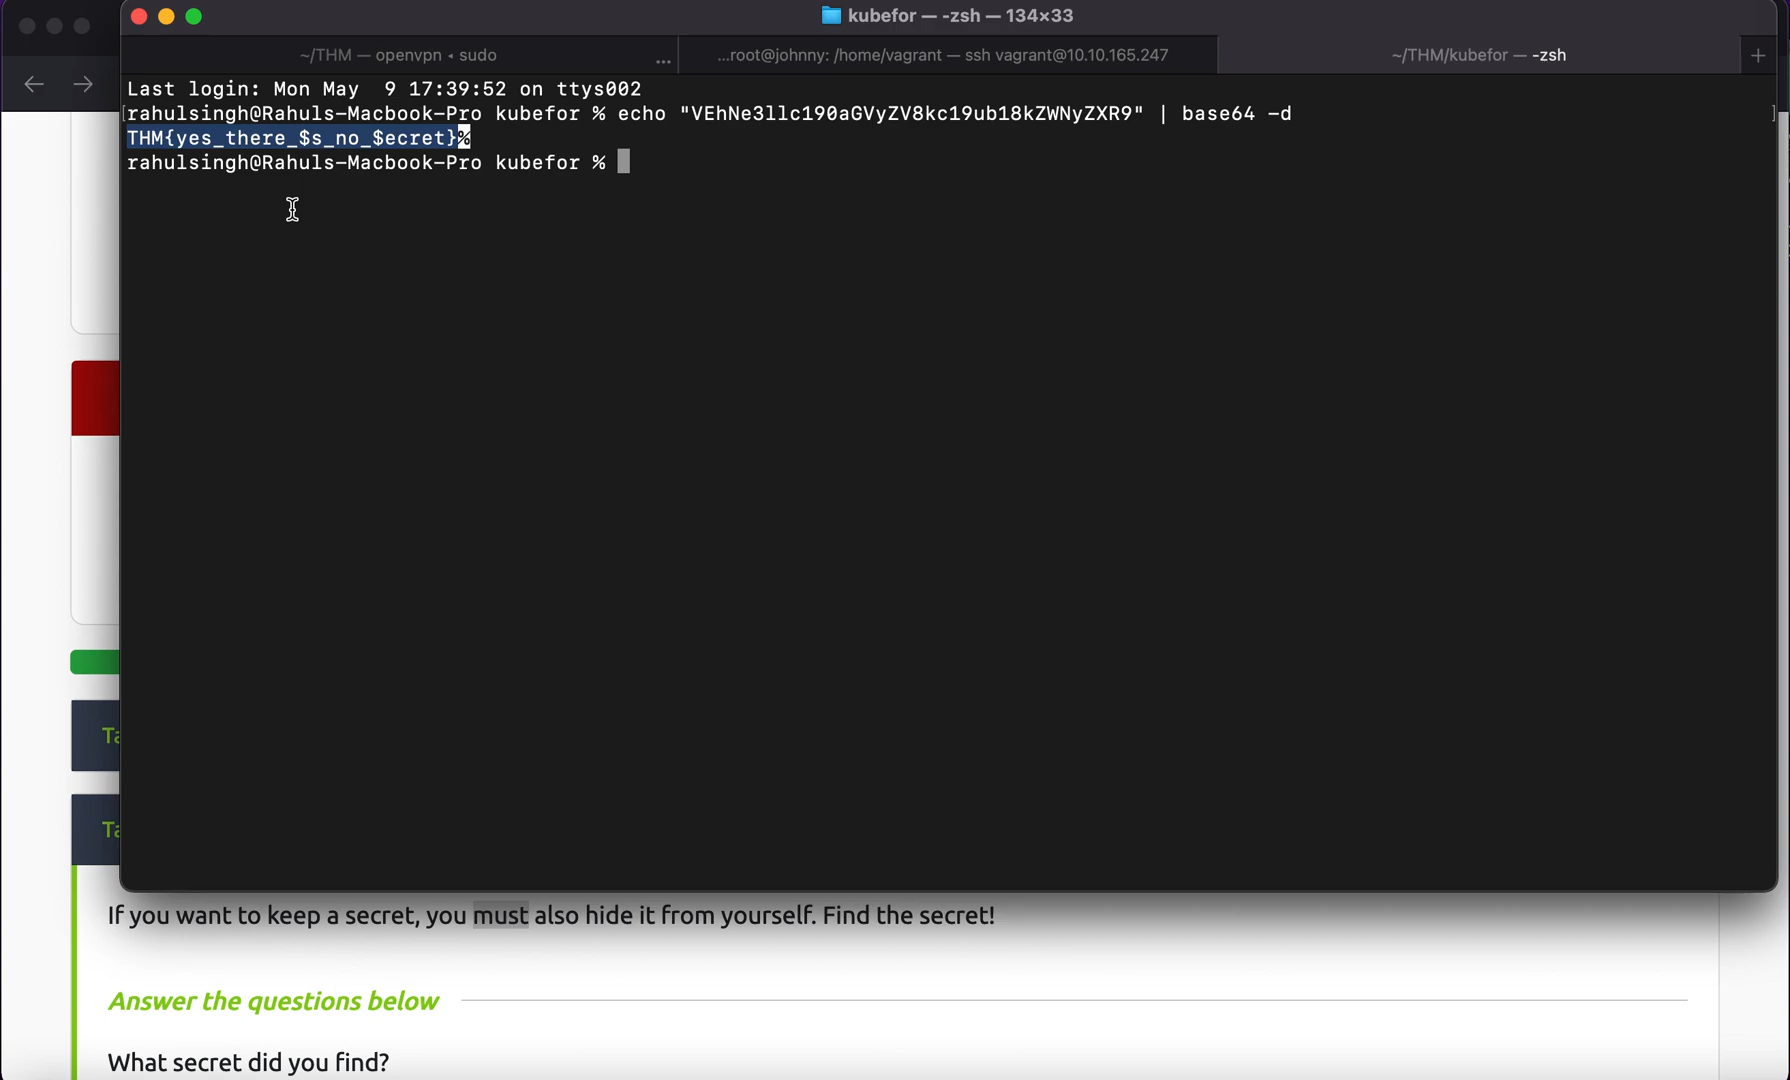 kubefor — -zsh — 134×33
~/THM — openvpn ◂ sudo ... ...root@johnny: /home/vagrant — ssh vagrant@10.10.165.247 ~/THM/kubefor — -zsh +
Last login: Mon May  9 17:39:52 on ttys002
[rahulsingh@Rahuls-Macbook-Pro kubefor % echo "VEhNe3llc190aGVyZV8kc19ub18kZWNyZXR9" | base64 -d ]
THM{yes_there_$s_no_$ecret}%
rahulsingh@Rahuls-Macbook-Pro kubefor %
Ta
Ta
If you want to keep a secret, you must also hide it from yourself. Find the secret!
Answer the questions below
What secret did you find?